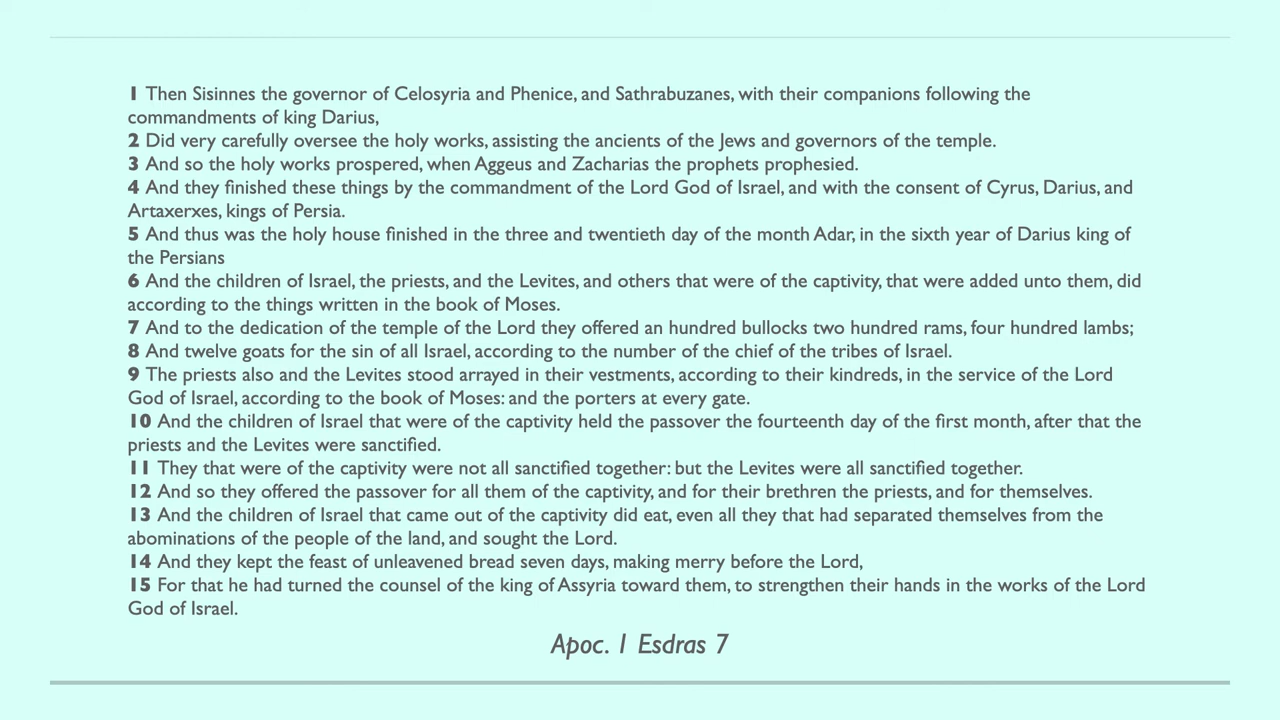 1 Then Sisinnes the governor of Celosyria and Phenice, and Sathrabuzanes, with their companions following the
commandments of king Darius,
2 Did very carefully oversee the holy works, assisting the ancients of the Jews and governors of the temple.
3 And so the holy works prospered, when Aggeus and Zacharias the prophets prophesied.
4 And they finished these things by the commandment of the Lord God of Israel, and with the consent of Cyrus, Darius, and
Artaxerxes, kings of Persia.
5 And thus was the holy house finished in the three and twentieth day of the month Adar, in the sixth year of Darius king of
the Persians
6 And the children of Israel, the priests, and the Levites, and others that were of the captivity, that were added unto them, did
according to the things written in the book of Moses.
7 And to the dedication of the temple of the Lord they offered an hundred bullocks two hundred rams, four hundred lambs;
8 And twelve goats for the sin of all Israel, according to the number of the chief of the tribes of Israel.
9 The priests also and the Levites stood arrayed in their vestments, according to their kindreds, in the service of the Lord
God of Israel, according to the book of Moses: and the porters at every gate.
10 And the children of Israel that were of the captivity held the passover the fourteenth day of the first month, after that the
priests and the Levites were sanctified.
11 They that were of the captivity were not all sanctified together: but the Levites were all sanctified together.
12 And so they offered the passover for all them of the captivity, and for their brethren the priests, and for themselves.
13 And the children of Israel that came out of the captivity did eat, even all they that had separated themselves from the
abominations of the people of the land, and sought the Lord.
14 And they kept the feast of unleavened bread seven days, making merry before the Lord,
15 For that he had turned the counsel of the king of Assyria toward them, to strengthen their hands in the works of the Lord
God of Israel.
Apoc. 1 Esdras 7